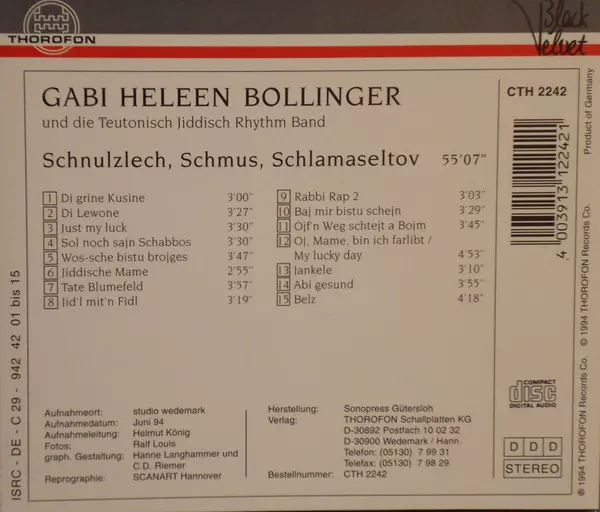 THOROFON
Black
Velvet
GABI HELEEN BOLLINGER
und die Teutonisch Jiddisch Rhythm Band
Schnulzlech, Schmus, Schlamaseltov 55'07"
1 Di grine Kusine 3'00"
2 Di Lewone 3'27"
3 Just my luck 3'30"
4 Sol noch sajn Schabbos 3'30"
5 Wos-sche bistu brojges 3'47"
6 Jiddische Mame 2'55"
7 Tate Blumefeld 3'57"
8 Jid'l mit'n Fidl 3'19"
9 Rabbi Rap 2 3'03"
10 Baj mir bistu schejn 3'29"
11 Ojf'n Weg schtejt a Bojm 3'45"
12 Oj, Mame, bin ich farlibt /
My lucky day 4'53"
13 Jankele 3'10"
14 Abi gesund 3'55"
15 Belz 4'18"
Aufnahmeort: studio wedemark
Aufnahmedatum: Juni 94
Aufnahmeleitung: Helmut König
Fotos: Ralf Louis
graph. Gestaltung: Hanne Langhammer und
C.D. Riemer
Reprographie: SCANART Hannover
Herstellung: Sonopress Gütersloh
Verlag: THOROFON Schallplatten KG
D-30892 Postfach 10 02 32
D-30900 Wedemark / Hann.
Telefon: (05130) 7 99 31
Telefax: (05130) 7 98 29
Bestellnummer: CTH 2242
CTH 2242
4 003913 122421
COMPACT
disc
DIGITAL AUDIO
D D D
STEREO
Product of Germany
℗ 1994 THOROFON Records Co.
© 1994 THOROFON Records Co.
ISRC - DE - C 29 - 942 42 01 bis 15